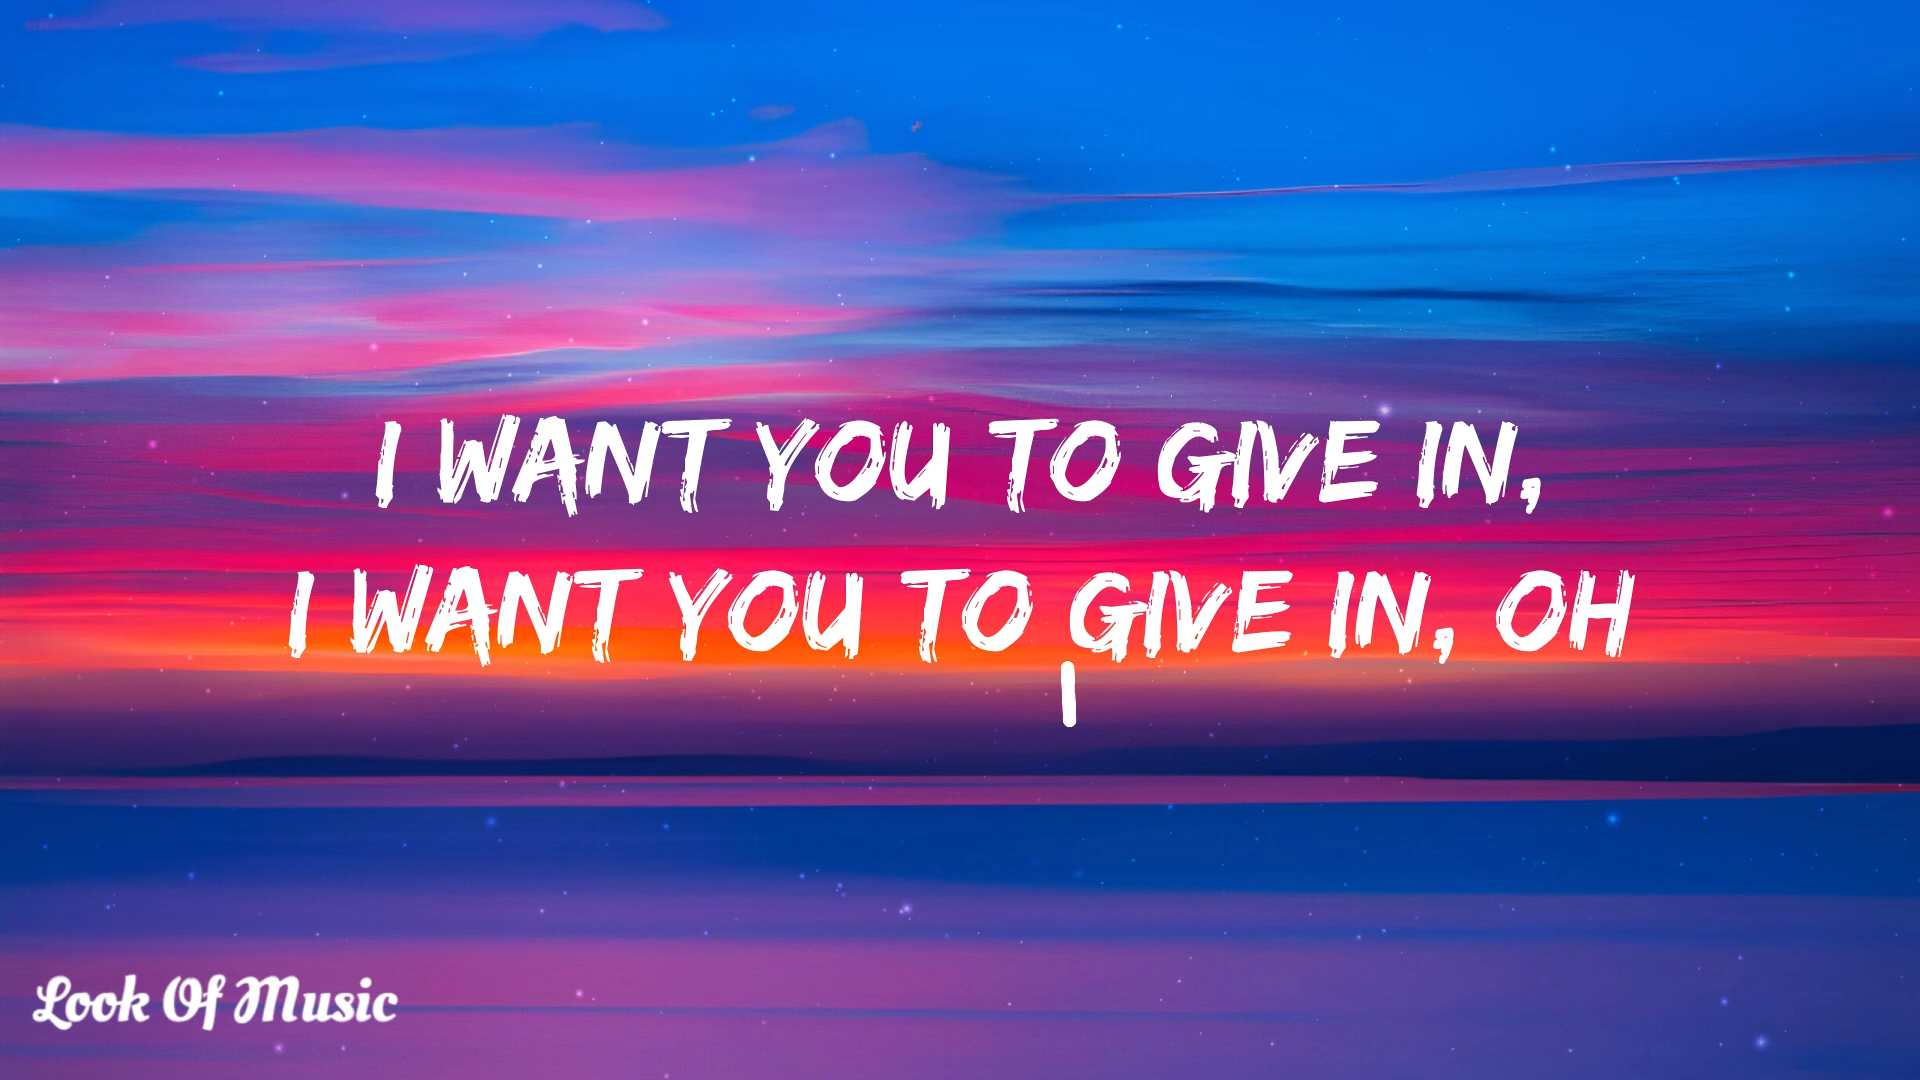 I WANT YOU TO GIVE IN,
I WANT YOU TO GIVE IN, OH
Look Of Music